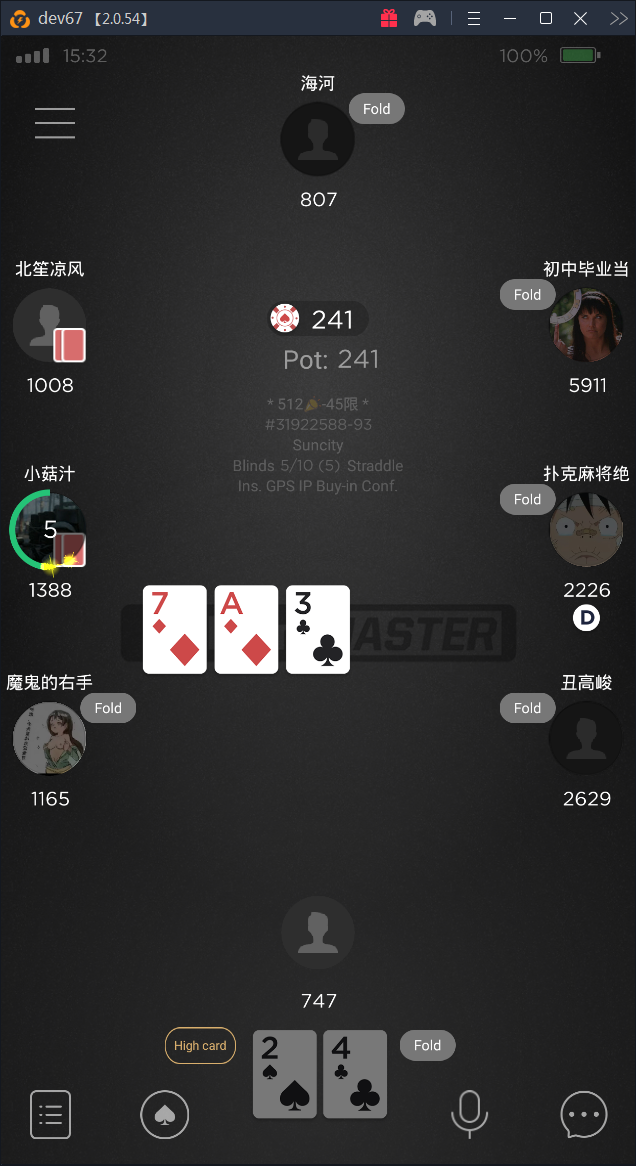 dev67 【2.0.54】
15:32
100%
海河
Fold
807
北笙凉风
初中毕业当
Fold
1008
5911
241
Pot: 241
* 512 -45限 *
#31922588-93
Suncity
Blinds 5/10 (5) Straddle
Ins. GPS IP Buy-in Conf.
小菇汁
扑克麻将绝
Fold
5
1388
2226
D
7
A
3
ASTER
魔鬼的右手
Fold
丑高峻
Fold
1165
2629
747
High card
2
4
Fold